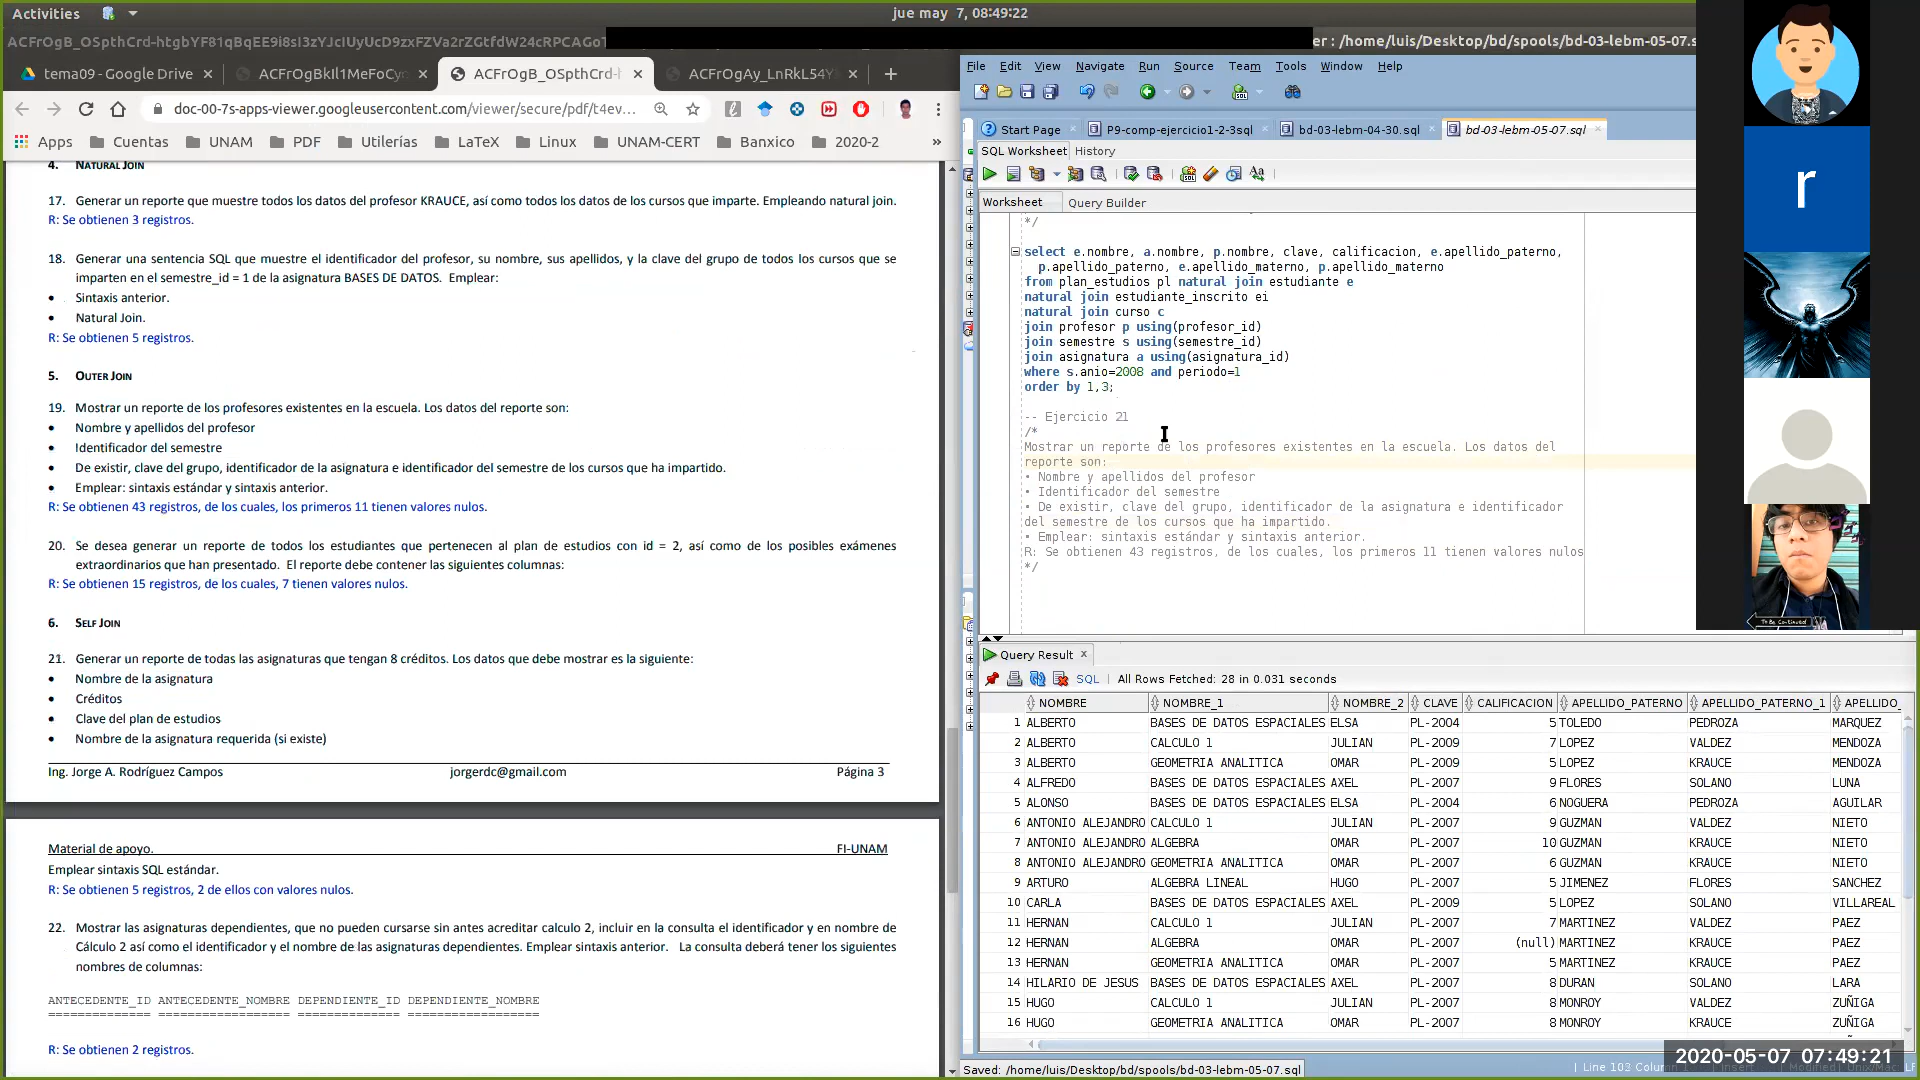 Activities
jue may 7, 08:49:22
er : /home/luis/Desktop/bd/spools/bd-03-lebm-05-07.s
tema09 - Google Drive
ACFrOgBkIl1MeFoCy
ACFrOgB_OSpthCrd-h
ACFrOgAy_LnRkL54Y
doc-00-7s-apps-viewer.googleusercontent.com/viewer/secure/pdf/t4ev...
Apps Cuentas UNAM PDF Utilerías LaTeX Linux UNAM-CERT Banxico 2020-2 »
4. NATURAL JOIN
17. Generar un reporte que muestre todos los datos del profesor KRAUCE, así como todos los datos de los cursos que imparte. Empleando natural join.
R: Se obtienen 3 registros.
18. Generar una sentencia SQL que muestre el identificador del profesor, su nombre, sus apellidos, y la clave del grupo de todos los cursos que se
imparten en el semestre_id = 1 de la asignatura BASES DE DATOS. Emplear:
• Sintaxis anterior.
• Natural Join.
R: Se obtienen 5 registros.
5. OUTER JOIN
19. Mostrar un reporte de los profesores existentes en la escuela. Los datos del reporte son:
• Nombre y apellidos del profesor
• Identificador del semestre
• De existir, clave del grupo, identificador de la asignatura e identificador del semestre de los cursos que ha impartido.
• Emplear: sintaxis estándar y sintaxis anterior.
R: Se obtienen 43 registros, de los cuales, los primeros 11 tienen valores nulos.
20. Se desea generar un reporte de todos los estudiantes que pertenecen al plan de estudios con id = 2, así como de los posibles exámenes
extraordinarios que han presentado. El reporte debe contener las siguientes columnas:
R: Se obtienen 15 registros, de los cuales, 7 tienen valores nulos.
6. SELF JOIN
21. Generar un reporte de todas las asignaturas que tengan 8 créditos. Los datos que debe mostrar es la siguiente:
• Nombre de la asignatura
• Créditos
• Clave del plan de estudios
• Nombre de la asignatura requerida (si existe)
Ing. Jorge A. Rodríguez Campos jorgerdc@gmail.com Página 3
Material de apoyo. FI-UNAM
Emplear sintaxis SQL estándar.
R: Se obtienen 5 registros, 2 de ellos con valores nulos.
22. Mostrar las asignaturas dependientes, que no pueden cursarse sin antes acreditar calculo 2, incluir en la consulta el identificador y en nombre de
Cálculo 2 así como el identificador y el nombre de las asignaturas dependientes. Emplear sintaxis anterior. La consulta deberá tener los siguientes
nombres de columnas:
ANTECEDENTE_ID ANTECEDENTE_NOMBRE DEPENDIENTE_ID DEPENDIENTE_NOMBRE
============== ================== ============== ==================
R: Se obtienen 2 registros.
File Edit View Navigate Run Source Team Tools Window Help
Start Page P9-comp-ejercicio1-2-3sql bd-03-lebm-04-30.sql bd-03-lebm-05-07.sql
SQL Worksheet History
Worksheet Query Builder
*/
select e.nombre, a.nombre, p.nombre, clave, calificacion, e.apellido_paterno,
p.apellido_paterno, e.apellido_materno, p.apellido_materno
from plan_estudios pl natural join estudiante e
natural join estudiante_inscrito ei
natural join curso c
join profesor p using(profesor_id)
join semestre s using(semestre_id)
join asignatura a using(asignatura_id)
where s.anio=2008 and periodo=1
order by 1,3;
-- Ejercicio 21
/*
Mostrar un reporte de los profesores existentes en la escuela. Los datos del
reporte son:
• Nombre y apellidos del profesor
• Identificador del semestre
• De existir, clave del grupo, identificador de la asignatura e identificador
del semestre de los cursos que ha impartido.
• Emplear: sintaxis estándar y sintaxis anterior.
R: Se obtienen 43 registros, de los cuales, los primeros 11 tienen valores nulos
*/
Query Result
SQL | All Rows Fetched: 28 in 0.031 seconds
NOMBRE NOMBRE_1 NOMBRE_2 CLAVE CALIFICACION APELLIDO_PATERNO APELLIDO_PATERNO_1 APELLIDO_
1 ALBERTO BASES DE DATOS ESPACIALES ELSA PL-2004 5 TOLEDO PEDROZA MARQUEZ
2 ALBERTO CALCULO 1 JULIAN PL-2009 7 LOPEZ VALDEZ MENDOZA
3 ALBERTO GEOMETRIA ANALITICA OMAR PL-2009 5 LOPEZ KRAUCE MENDOZA
4 ALFREDO BASES DE DATOS ESPACIALES AXEL PL-2007 9 FLORES SOLANO LUNA
5 ALONSO BASES DE DATOS ESPACIALES ELSA PL-2004 6 NOGUERA PEDROZA AGUILAR
6 ANTONIO ALEJANDRO CALCULO 1 JULIAN PL-2007 9 GUZMAN VALDEZ NIETO
7 ANTONIO ALEJANDRO ALGEBRA OMAR PL-2007 10 GUZMAN KRAUCE NIETO
8 ANTONIO ALEJANDRO GEOMETRIA ANALITICA OMAR PL-2007 6 GUZMAN KRAUCE NIETO
9 ARTURO ALGEBRA LINEAL HUGO PL-2007 5 JIMENEZ FLORES SANCHEZ
10 CARLA BASES DE DATOS ESPACIALES AXEL PL-2009 5 LOPEZ SOLANO VILLAREAL
11 HERNAN CALCULO 1 JULIAN PL-2007 7 MARTINEZ VALDEZ PAEZ
12 HERNAN ALGEBRA OMAR PL-2007 (null) MARTINEZ KRAUCE PAEZ
13 HERNAN GEOMETRIA ANALITICA OMAR PL-2007 5 MARTINEZ KRAUCE PAEZ
14 HILARIO DE JESUS BASES DE DATOS ESPACIALES AXEL PL-2007 8 DURAN SOLANO LARA
15 HUGO CALCULO 1 JULIAN PL-2007 8 MONROY VALDEZ ZUÑIGA
16 HUGO GEOMETRIA ANALITICA OMAR PL-2007 8 MONROY KRAUCE ZUÑIGA
Saved: /home/luis/Desktop/bd/spools/bd-03-lebm-05-07.sql
Line 103 Column 1
2020-05-07 07:49:21
r
To Be Continued